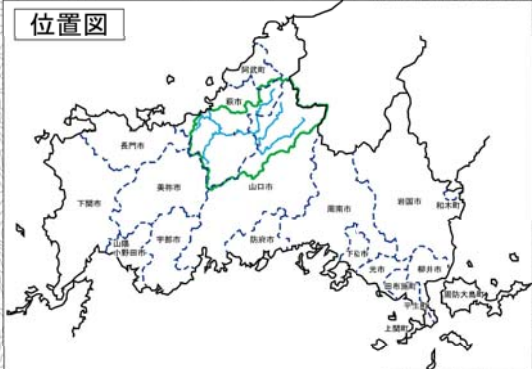 位置図
阿武町
萩市
長門市
美祢市
山口市
下関市
周南市
岩国市
和木町
山陽
小野田市
宇部市
防府市
下松市
光市
柳井市
田布施町
周防大島町
平生町
上関町